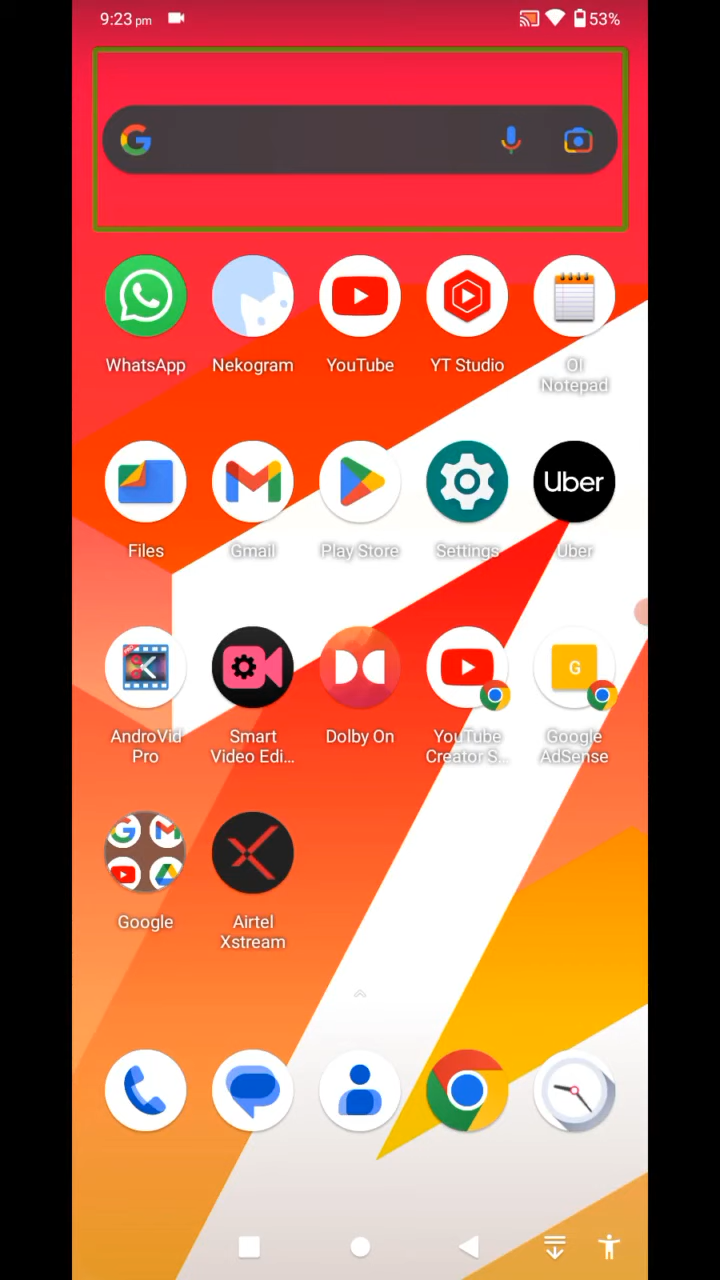 9:23 pm
53%
WhatsApp
Nekogram
YouTube
YT Studio
OI
Notepad
Uber
Files
Gmail
Play Store
Settings
Uber
AndroVid
Pro
Smart
Video Edi...
Dolby On
YouTube
Creator S...
G
Google
AdSense
Google
Airtel
Xstream